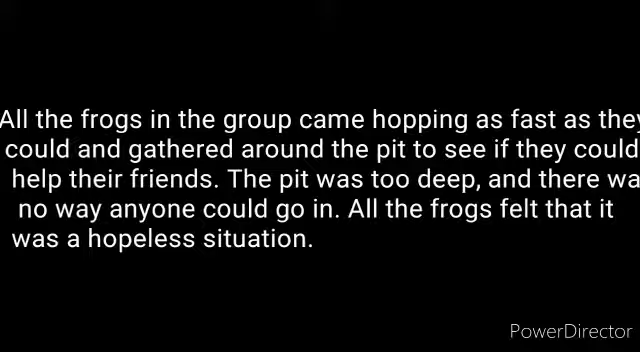 All the frogs in the group came hopping as fast as they
could and gathered around the pit to see if they could
help their friends. The pit was too deep, and there wa
no way anyone could go in. All the frogs felt that it
was a hopeless situation.
PowerDirector